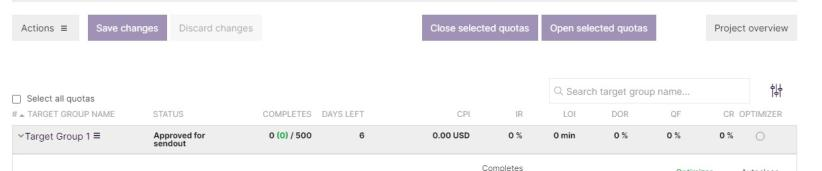 Actions Save changes Discard changes Close selected quotas Open selected quotas Project overview
Search target group name...
Select all quotas
# TARGET GROUP NAME STATUS COMPLETES DAYS LEFT CPI IR LOI DOR QF CR OPTIMIZER
Target Group 1 Approved for sendout 0 (0) / 500 6 0.00 USD 0 % 0 min 0 % 0 % 0 %
Completes